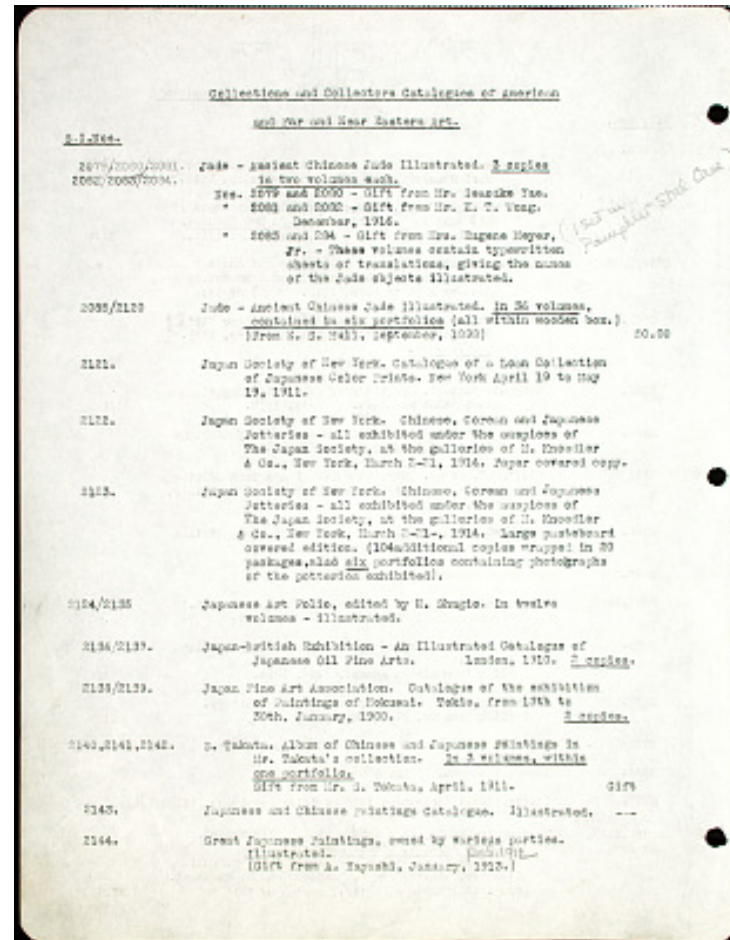 Collections and Collectors Catalogues of American
and Far and Near Eastern Art.
S.I.Nos.
2079/2080/2081. Jade - Ancient Chinese Jade Illustrated. 3 copies
2082/2083/2084. in two volumes each.
Nos. 2079 and 2080 - Gift from Mr. Seaouke Yue.
" 2081 and 2082 - Gift from Mr. K. T. Wong.
December, 1916.
" 2083 and 284 - Gift from Mrs. Eugene Meyer,
Jr. - These volumes contain typewritten
sheets of translations, giving the names
of the Jade objects illustrated.
(1 set in
Pamphlet Steel Case
2085/2120 Jade - Ancient Chinese Jade Illustrated. In 36 volumes,
contained in six portfolios (all within wooden box.)
(From Hall, September, 1920) 50.00
2121. Japan Society of New York. Catalogue of a Loan Collection
of Japanese Color Prints. New York April 19 to May
19, 1911.
2122. Japan Society of New York. Chinese, Corean and Japanese
Potteries - all exhibited under the auspices of
The Japan Society, at the galleries of M. Knoedler
& Co., New York, March 2-21, 1914. Paper covered copy.
2123. Japan Society of New York. Chinese, Corean and Japanese
Potteries - all exhibited under the auspices of
The Japan Society, at the galleries of M. Knoedler
& Co., New York, March 2-21-, 1914. Large pasteboard
covered edition. (104additional copies wrapped in 20
packages,also six portfolios containing photographs
of the potteries exhibited).
2124/2135 Japanese Art Folio, edited by H. Shugio. In twelve
volumes - illustrated.
2136/2137. Japan-British Exhibition - An Illustrated Catalogue of
Japanese Oil Fine Arts. London, 1910. 2 copies.
2138/2139. Japan Fine Art Association. Catalogue of the exhibition
of Paintings of Hokusai. Tokio, from 13th to
30th, January, 1900. 2 copies.
2140,2141,2142. Takata. Album of Chinese and Japanese Paintings in
Mr. Takata's collection. In 3 volumes, within
one portfolio.
Gift from Mr. Takata, April, 1911. Gift
2143. Japanese and Chinese Paintings Catalogue. Illustrated. ---
2144. Great Japanese Paintings, owned by various parties.
Illustrated.
(Gift from A. Hayashi, January, 1913.)